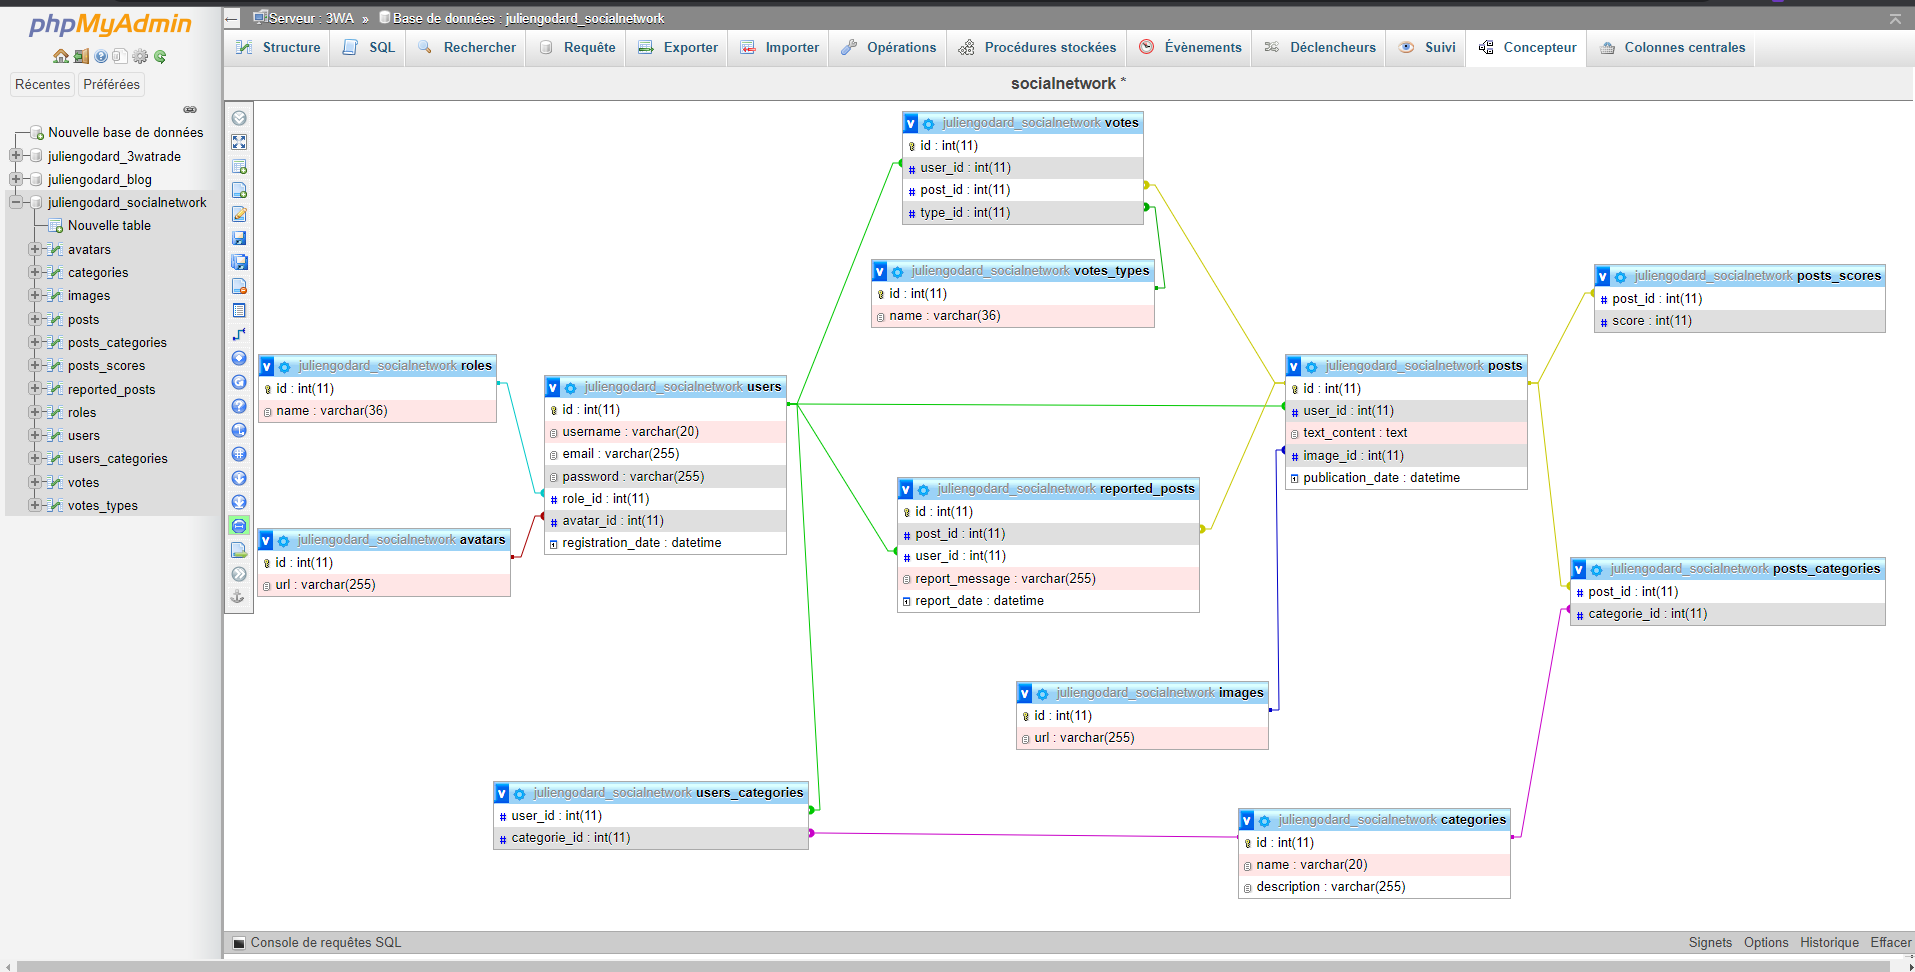 phpMyAdmin
Récentes
Préférées
Nouvelle base de données
juliengodard_3watrade
juliengodard_blog
juliengodard_socialnetwork
Nouvelle table
avatars
categories
images
posts
posts_categories
posts_scores
reported_posts
roles
users
users_categories
votes
votes_types
Serveur : 3WA » Base de données : juliengodard_socialnetwork
Structure SQL Rechercher Requête Exporter Importer Opérations Procédures stockées Évènements Déclencheurs Suivi Concepteur Colonnes centrales
socialnetwork *
v juliengodard_socialnetwork votes
id : int(11)
# user_id : int(11)
# post_id : int(11)
# type_id : int(11)
v juliengodard_socialnetwork votes_types
id : int(11)
name : varchar(36)
v juliengodard_socialnetwork posts_scores
# post_id : int(11)
# score : int(11)
v juliengodard_socialnetwork roles
id : int(11)
name : varchar(36)
v juliengodard_socialnetwork users
id : int(11)
username : varchar(20)
email : varchar(255)
password : varchar(255)
# role_id : int(11)
# avatar_id : int(11)
registration_date : datetime
v juliengodard_socialnetwork posts
id : int(11)
# user_id : int(11)
text_content : text
# image_id : int(11)
publication_date : datetime
v juliengodard_socialnetwork avatars
id : int(11)
url : varchar(255)
v juliengodard_socialnetwork reported_posts
id : int(11)
# post_id : int(11)
# user_id : int(11)
report_message : varchar(255)
report_date : datetime
v juliengodard_socialnetwork posts_categories
# post_id : int(11)
# categorie_id : int(11)
v juliengodard_socialnetwork images
id : int(11)
url : varchar(255)
v juliengodard_socialnetwork users_categories
# user_id : int(11)
# categorie_id : int(11)
v juliengodard_socialnetwork categories
id : int(11)
name : varchar(20)
description : varchar(255)
Console de requêtes SQL
Signets Options Historique Effacer